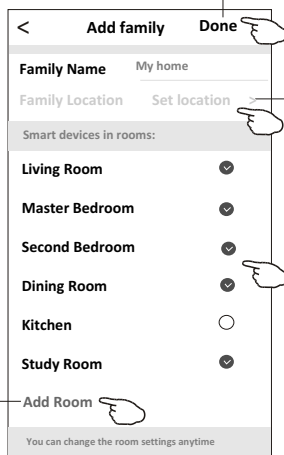 < Add family Done
Family Name My home
Family Location Set location >
Smart devices in rooms:
Living Room
Master Bedroom
Second Bedroom
Dining Room
Kitchen
Study Room
Add Room
You can change the room settings anytime